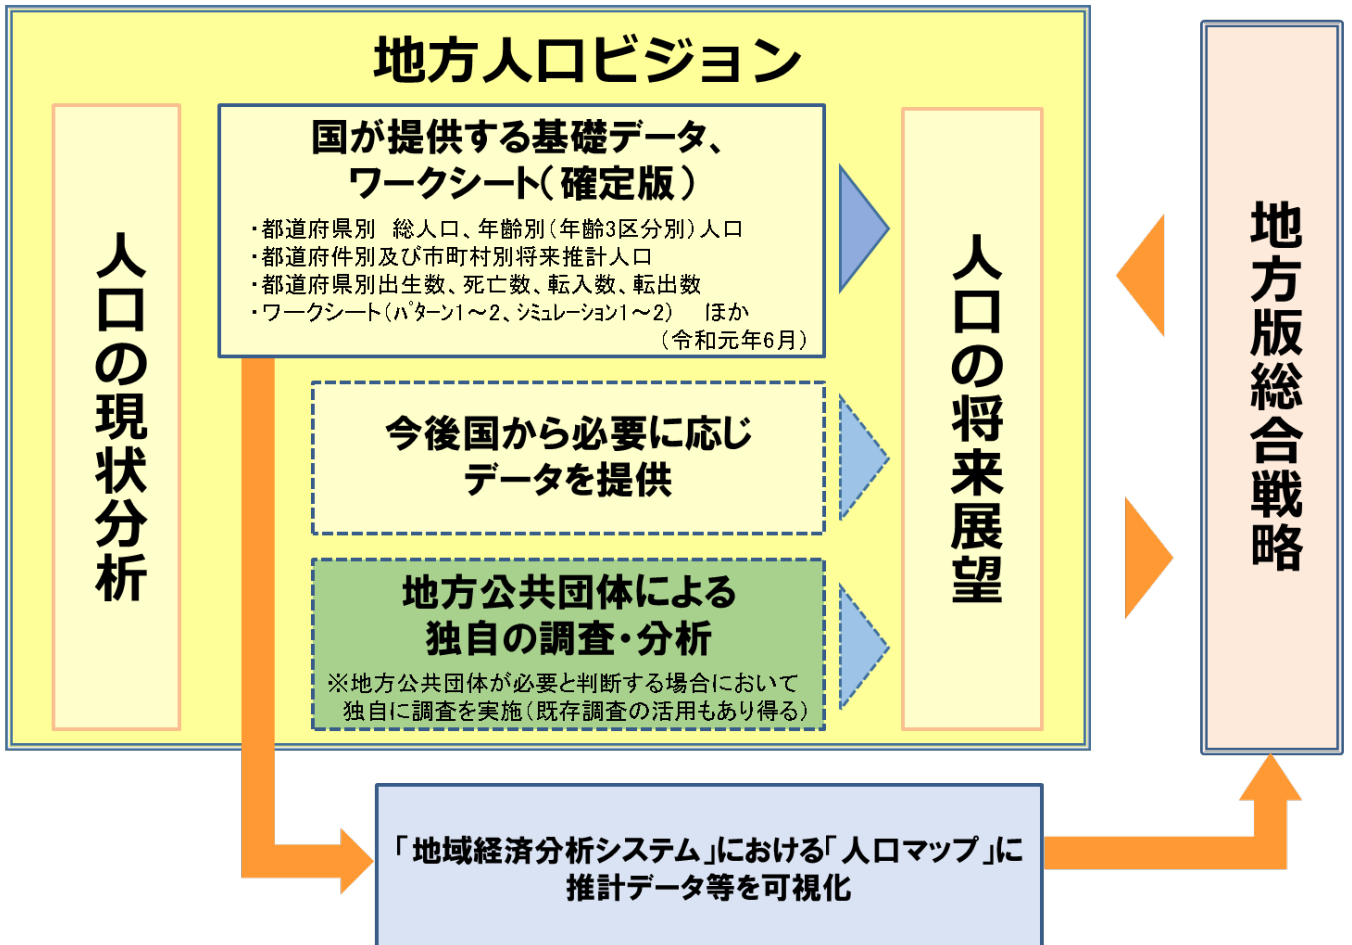 地方人口ビジョン
人口の現状分析
国が提供する基礎データ、
ワークシート（確定版）
・都道府県別　総人口、年齢別（年齢3区分別）人口
・都道府件別及び市町村別将来推計人口
・都道府県別出生数、死亡数、転入数、転出数
・ワークシート（ﾊﾟﾀｰﾝ1～2、ｼﾐｭﾚｰｼｮﾝ1～2）　ほか
（令和元年6月）
今後国から必要に応じ
データを提供
地方公共団体による
独自の調査・分析
※地方公共団体が必要と判断する場合において
独自に調査を実施（既存調査の活用もあり得る）
人口の将来展望
地方版総合戦略
「地域経済分析システム」における「人口マップ」に
推計データ等を可視化